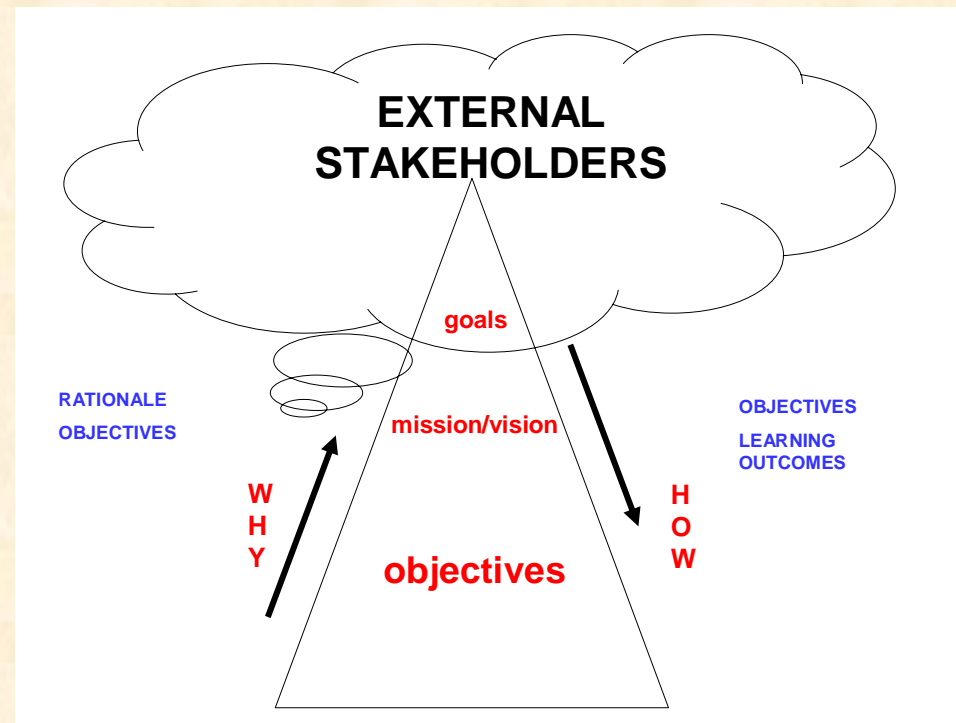 EXTERNAL
STAKEHOLDERS
goals
RATIONALE
OBJECTIVES
mission/vision
OBJECTIVES
LEARNING
OUTCOMES
W
H
Y
H
O
W
objectives